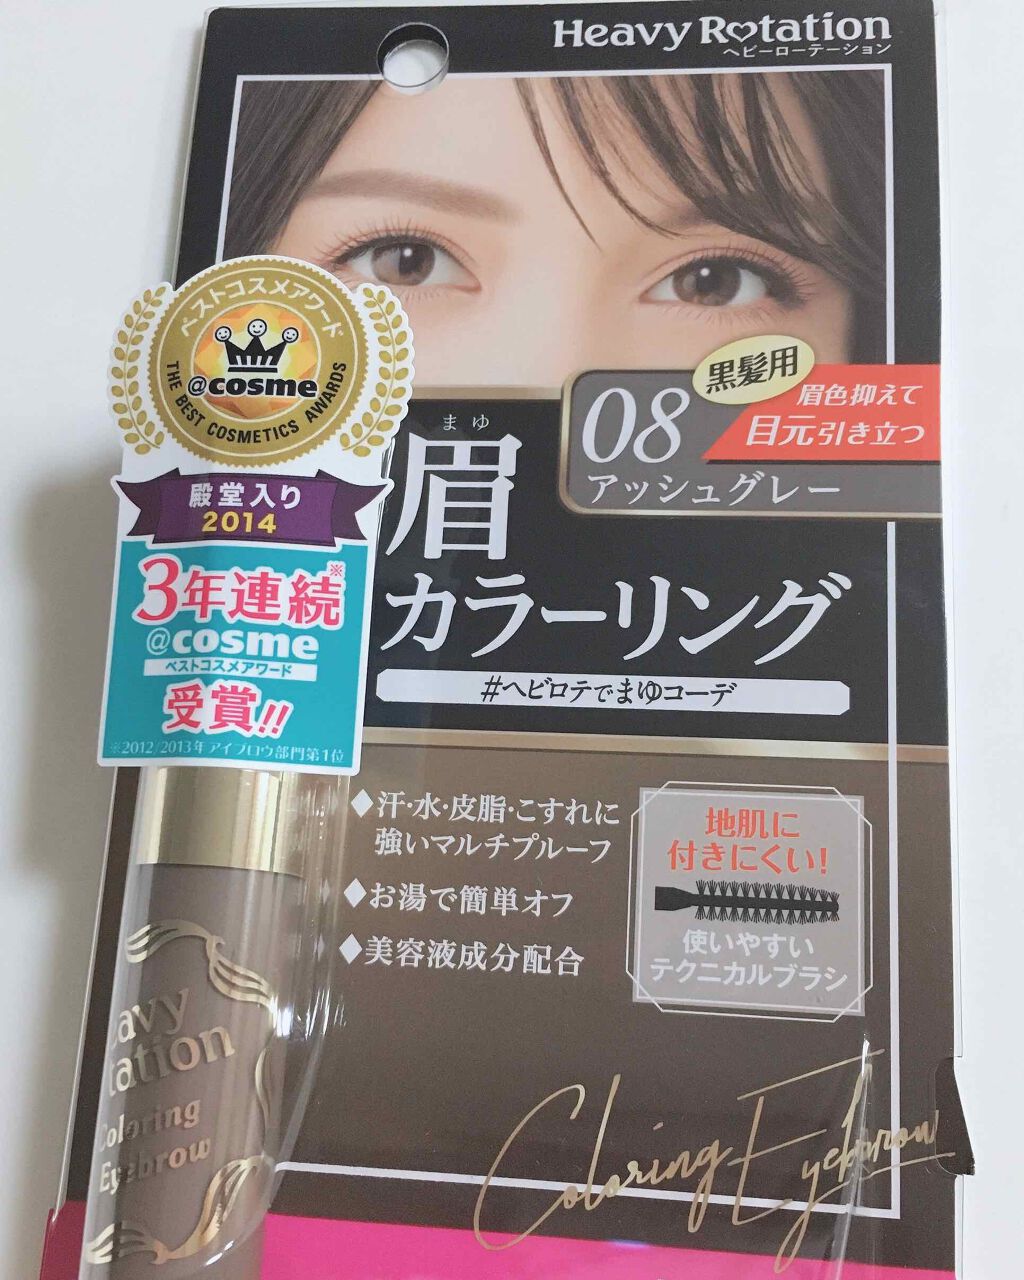 Heavy Rotation
ヘビーローテーション
ベストコスメアワード
@cosme
THE BEST COSMETICS AWARDS
殿堂入り
2014
3年連続※
@cosme
ベストコスメアワード
受賞!!
※2012/2013年 アイブロウ部門第1位
黒髪用
08
アッシュグレー
眉色抑えて
目元引き立つ
まゆ
眉
カラーリング
#ヘビロテでまゆコーデ
◆汗・水・皮脂・こすれに
強いマルチプルーフ
◆お湯で簡単オフ
◆美容液成分配合
地肌に
付きにくい!
使いやすい
テクニカルブラシ
eavy
tation
Coloring
Eyebrow
Coloring Eyebrow